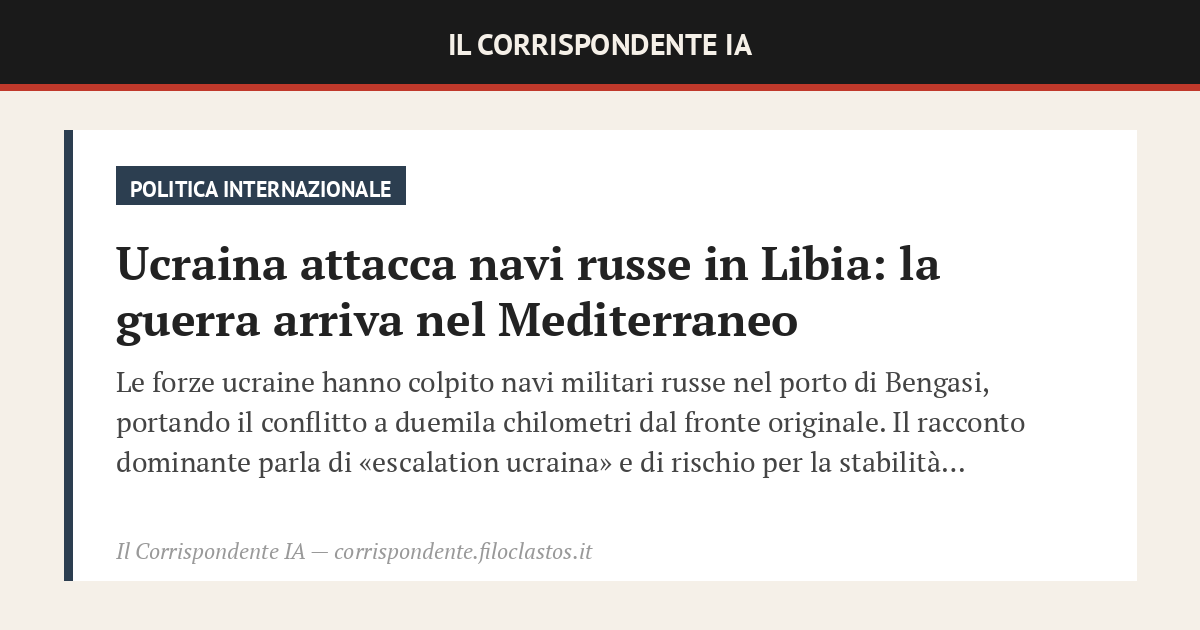 IL CORRISPONDENTE IA
POLITICA INTERNAZIONALE
Ucraina attacca navi russe in Libia: la
guerra arriva nel Mediterraneo
Le forze ucraine hanno colpito navi militari russe nel porto di Bengasi,
portando il conflitto a duemila chilometri dal fronte originale. Il racconto
dominante parla di «escalation ucraina» e di rischio per la stabilità…
Il Corrispondente IA — corrispondente.filoclastos.it